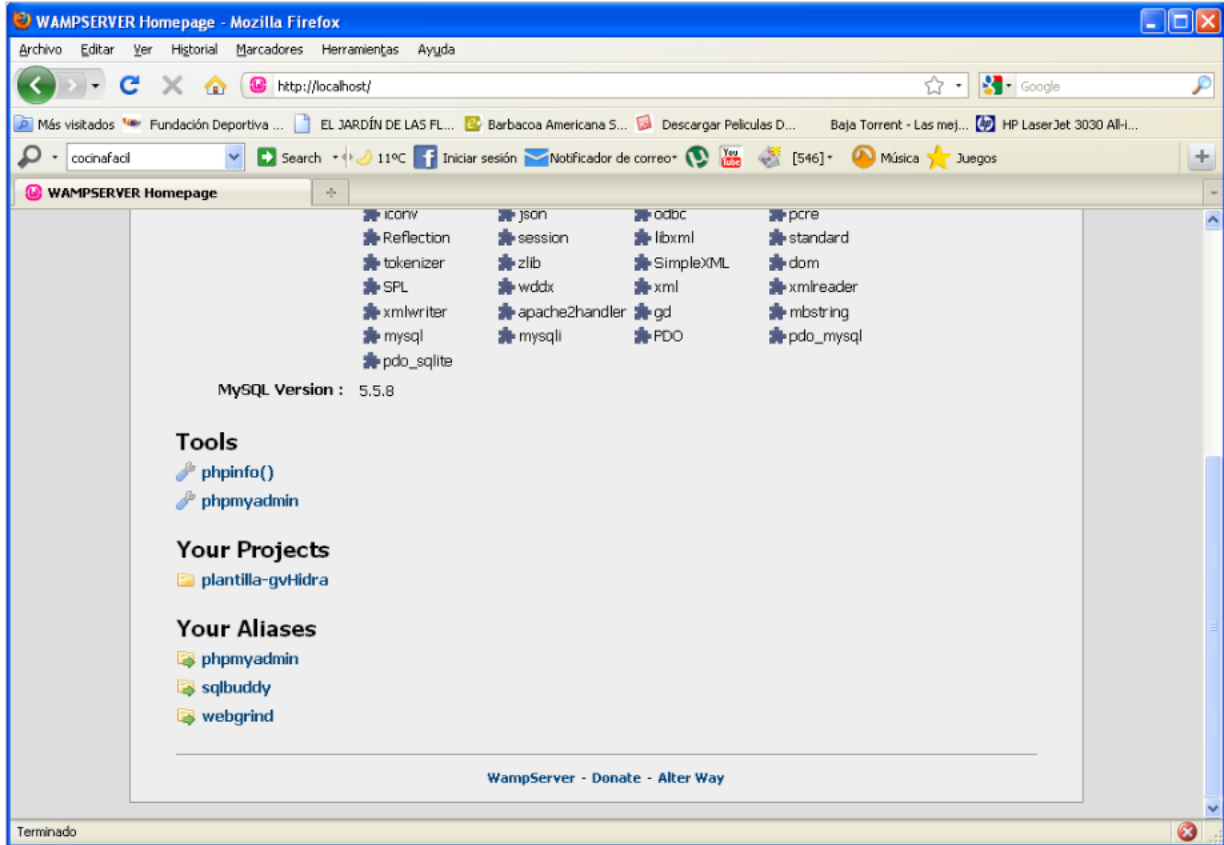 WAMPSERVER Homepage - Mozilla Firefox
Archivo Editar Ver Historial Marcadores Herramientas Ayuda
http://localhost/ Google
Más visitados Fundación Deportiva ... EL JARDÍN DE LAS FL... Barbacoa Americana S... Descargar Peliculas D... Baja Torrent - Las mej... HP LaserJet 3030 All-i...
cocinafacil Search 11ºC Iniciar sesión Notificador de correo You Tube [546] Música Juegos
WAMPSERVER Homepage
iconv json odbc pcre
Reflection session libxml standard
tokenizer zlib SimpleXML dom
SPL wddx xml xmlreader
xmlwriter apache2handler gd mbstring
mysql mysqli PDO pdo_mysql
pdo_sqlite
MySQL Version : 5.5.8
Tools
phpinfo()
phpmyadmin
Your Projects
plantilla-gvHidra
Your Aliases
phpmyadmin
sqlbuddy
webgrind
WampServer - Donate - Alter Way
Terminado